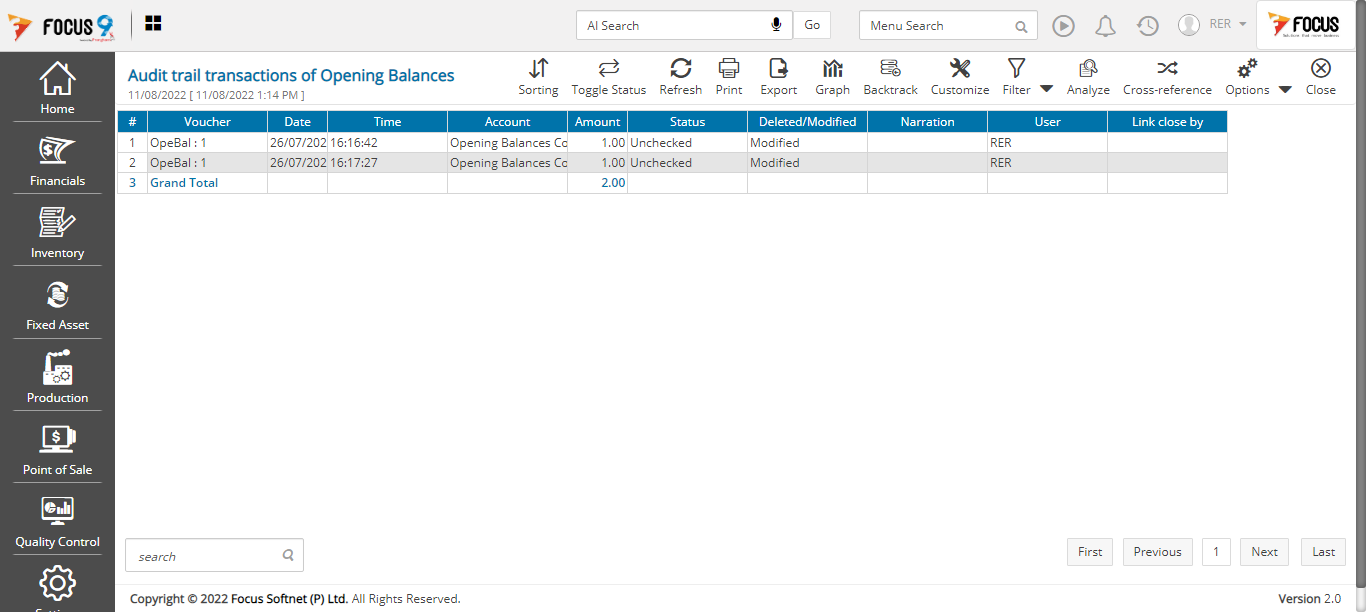 FOCUS 9
AI Search
Go
Menu Search
RER
FOCUS
Home
Financials
Inventory
Fixed Asset
Production
Point of Sale
Quality Control
Audit trail transactions of Opening Balances
11/08/2022 [ 11/08/2022 1:14 PM ]
Sorting Toggle Status Refresh Print Export Graph Backtrack Customize Filter Analyze Cross-reference Options Close
# Voucher Date Time Account Amount Status Deleted/Modified Narration User Link close by
1 OpeBal : 1 26/07/202 16:16:42 Opening Balances Co 1.00 Unchecked Modified RER
2 OpeBal : 1 26/07/202 16:17:27 Opening Balances Co 1.00 Unchecked Modified RER
3 Grand Total 2.00
search
First Previous 1 Next Last
Copyright © 2022 Focus Softnet (P) Ltd. All Rights Reserved.
Version 2.0